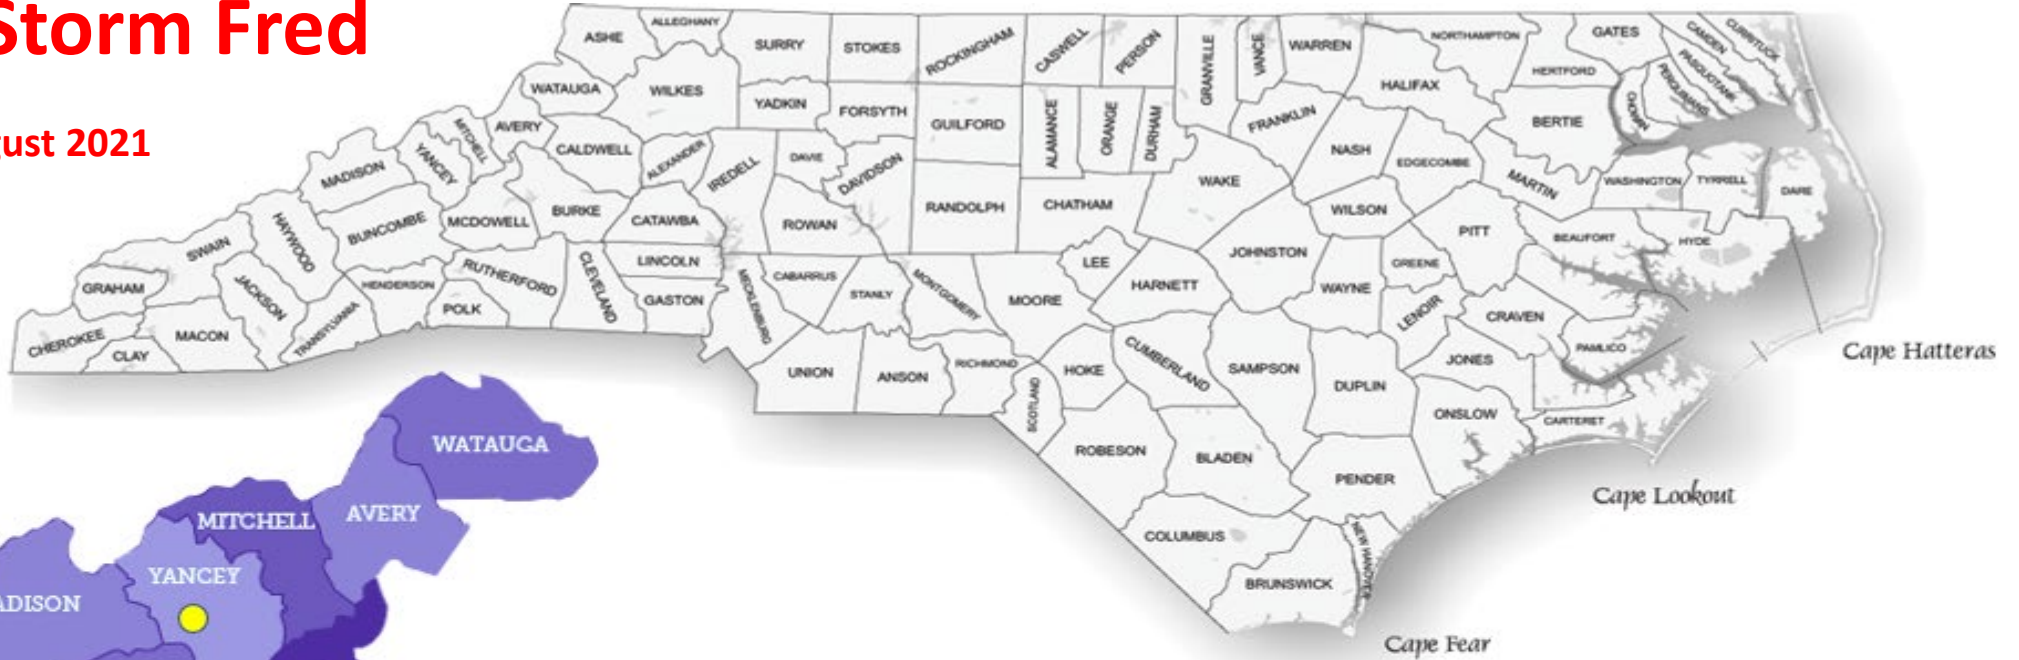 Storm Fred
gust 2021
ALLEGHANY
ASHE
SURRY
STOKES
ROCKINGHAM
CASWELL
PERSON
GRANVILLE
VANCE
WARREN
NORTHAMPTON
GATES
CAMDEN
CURRITUCK
PASQUOTANK
PERQUIMANS
CHOWAN
HERTFORD
HALIFAX
WATAUGA
WILKES
YADKIN
FORSYTH
GUILFORD
ALAMANCE
ORANGE
DURHAM
FRANKLIN
BERTIE
MITCHELL
AVERY
CALDWELL
ALEXANDER
IREDELL
DAVIE
DAVIDSON
NASH
EDGECOMBE
MADISON
YANCEY
WAKE
MARTIN
WASHINGTON
TYRRELL
DARE
HAYWOOD
BUNCOMBE
MCDOWELL
BURKE
CATAWBA
ROWAN
RANDOLPH
CHATHAM
WILSON
PITT
BEAUFORT
HYDE
SWAIN
JACKSON
RUTHERFORD
CLEVELAND
LINCOLN
JOHNSTON
LEE
GREENE
GRAHAM
HENDERSON
POLK
GASTON
MECKLENBURG
CABARRUS
STANLY
MONTGOMERY
MOORE
HARNETT
WAYNE
LENOIR
CRAVEN
CHEROKEE
CLAY
MACON
TRANSYLVANIA
PAMLICO
JONES
UNION
ANSON
RICHMOND
SCOTLAND
HOKE
CUMBERLAND
SAMPSON
DUPLIN
ONSLOW
CARTERET
Cape Hatteras
ROBESON
BLADEN
PENDER
Cape Lookout
COLUMBUS
NEW HANOVER
BRUNSWICK
Cape Fear
WATAUGA
MITCHELL
AVERY
YANCEY
ADISON